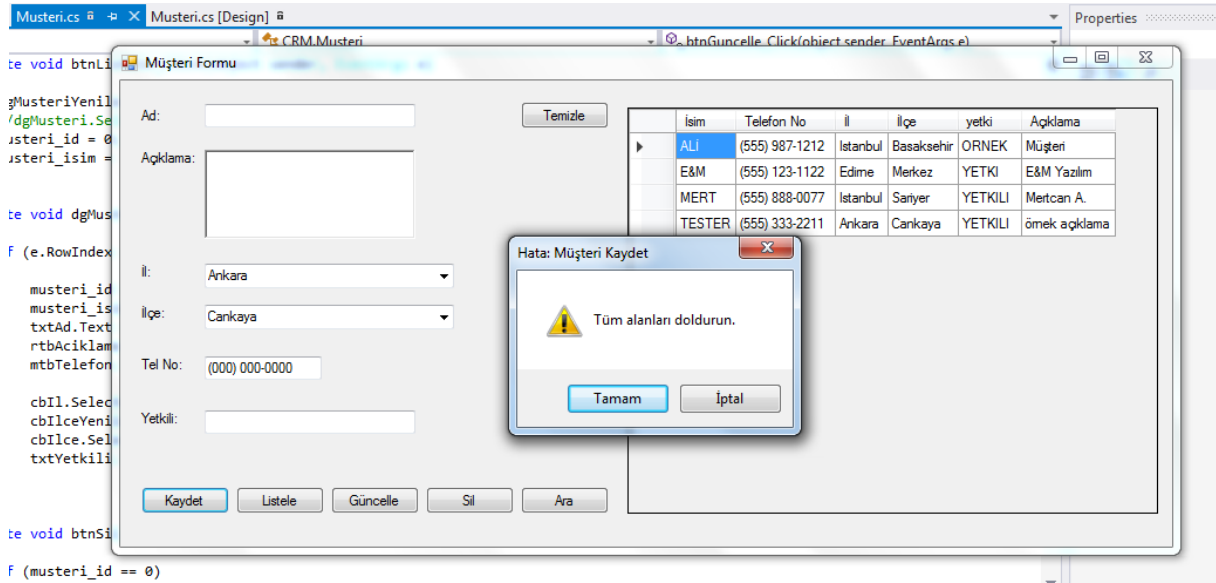 Musteri.cs
Musteri.cs [Design]
Properties
CRM.Musteri
btnGuncelle_Click(object sender, EventArgs e)
te void btnLi
gMusteriYenil
/dgMusteri.Se
usteri_id = 0
usteri_isim =
te void dgMus
f (e.RowIndex
musteri_id
musteri_is
txtAd.Text
rtbAciklam
mtbTelefon
cbIl.Selec
cbIlceYeni
cbIlce.Sel
txtYetkili
te void btnSi
f (musteri_id == 0)
Müşteri Formu
Ad:
Temizle
Açıklama:
İl:
Ankara
İlçe:
Cankaya
Tel No:
(000) 000-0000
Yetkili:
Kaydet
Listele
Güncelle
Sil
Ara
İsim Telefon No İl İlçe yetki Açıklama
ALİ (555) 987-1212 Istanbul Basaksehir ORNEK Müşteri
E&M (555) 123-1122 Edirne Merkez YETKI E&M Yazılım
MERT (555) 888-0077 Istanbul Sarıyer YETKILI Mertcan A.
TESTER (555) 333-2211 Ankara Cankaya YETKILI örnek açıklama
Hata: Müşteri Kaydet
Tüm alanları doldurun.
Tamam
İptal